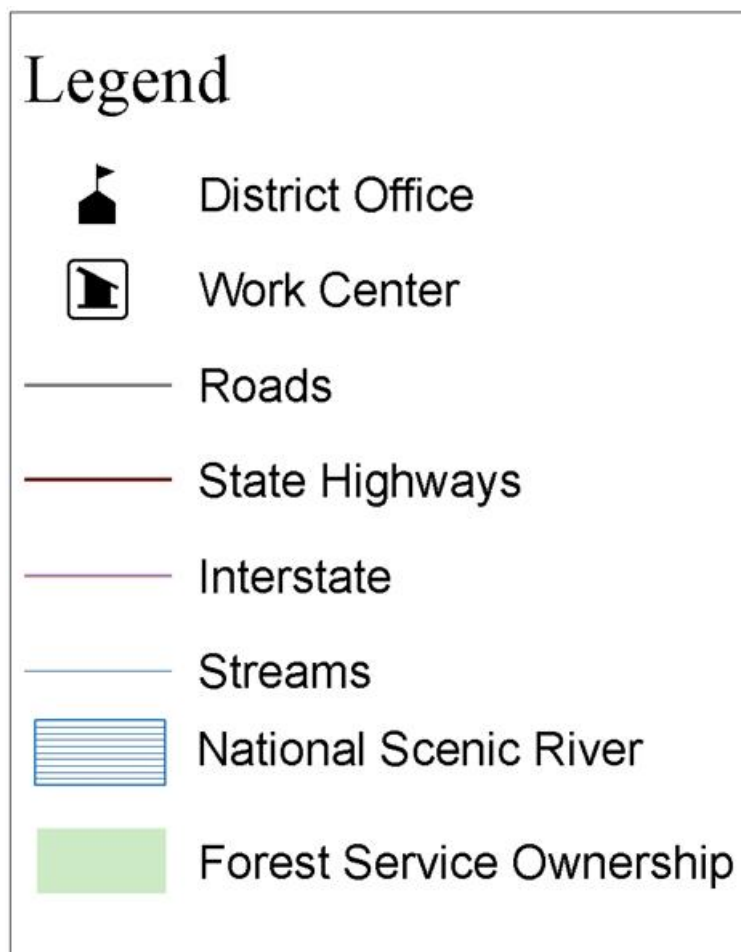 Legend
District Office
Work Center
Roads
State Highways
Interstate
Streams
National Scenic River
Forest Service Ownership